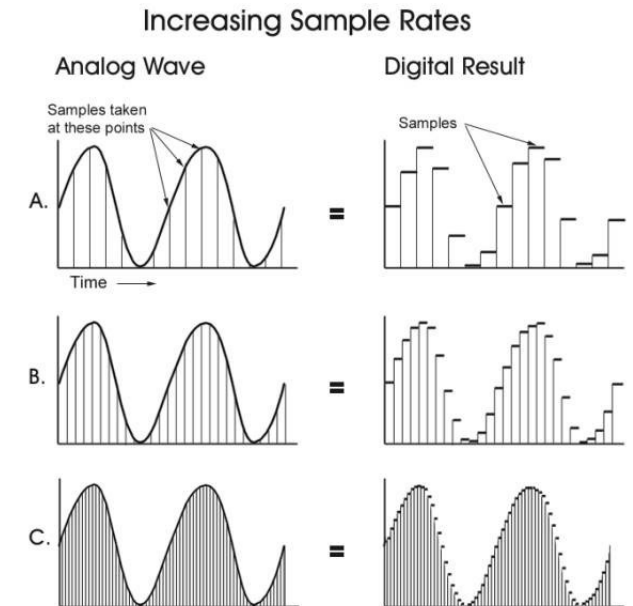 Increasing Sample Rates
Analog Wave
Digital Result
Samples taken
at these points
Samples
A.
=
Time
B.
=
C.
=